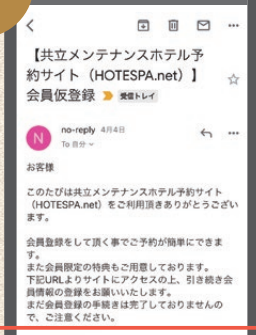 【共立メンテナンスホテル予
約サイト（HOTESPA.net）】
会員仮登録 受信トレイ
N
no-reply 4月4日
To 自分
お客様
このたびは共立メンテナンスホテル予約サイト
（HOTESPA.net）をご利用頂きありがとうござい
ます。
会員登録をして頂く事でご予約が簡単にできま
す。
また会員限定の特典もご用意しております。
下記URLよりサイトにアクセスの上、引き続き会
員情報の登録をお願いいたします。
まだ会員登録の手続きは完了しておりませんの
で、ご注意ください。